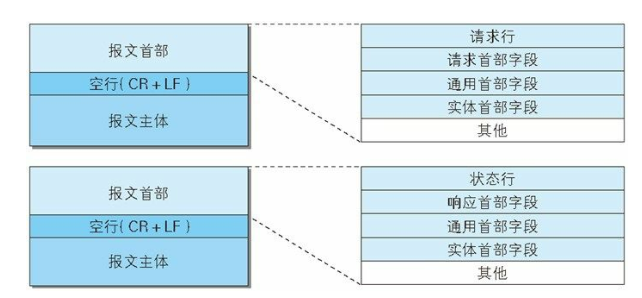 报文首部
空行( CR+LF )
报文主体
请求行
请求首部字段
通用首部字段
实体首部字段
其他
报文首部
空行( CR+LF )
报文主体
状态行
响应首部字段
通用首部字段
实体首部字段
其他